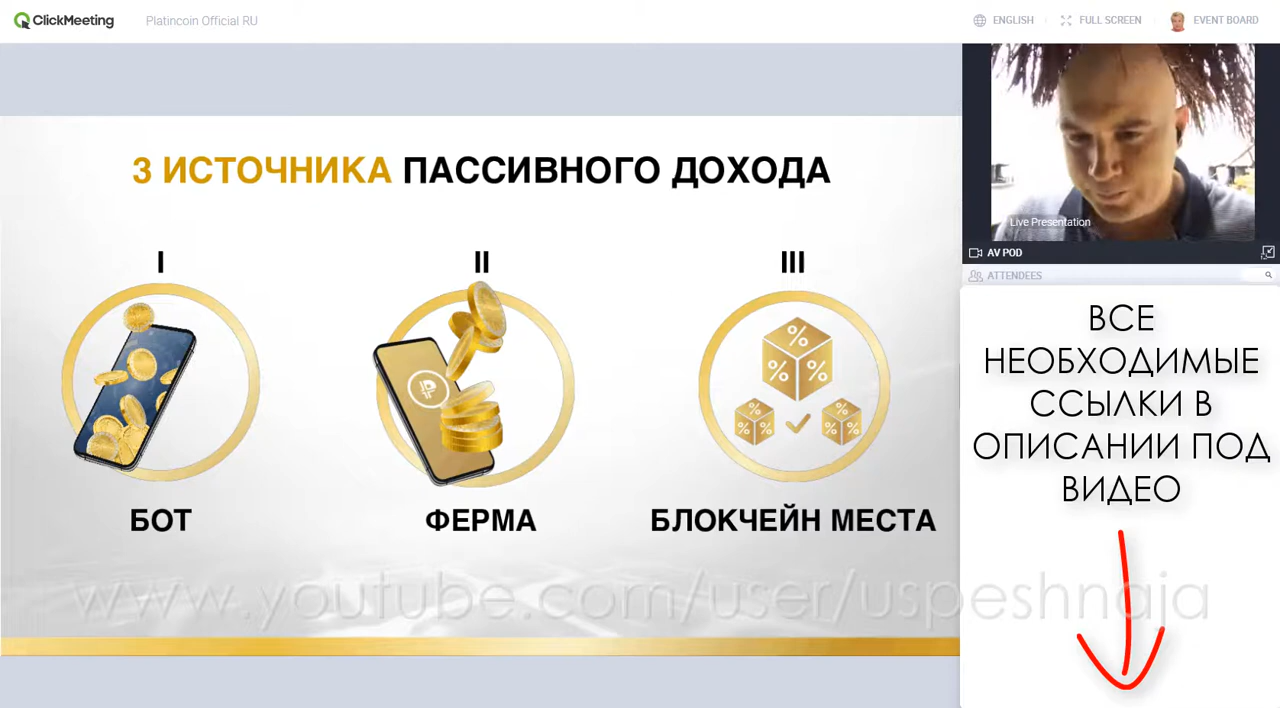 ClickMeeting
Platincoin Official RU
ENGLISH
FULL SCREEN
EVENT BOARD
3 ИСТОЧНИКА ПАССИВНОГО ДОХОДА
I
II
III
БОТ
ФЕРМА
БЛОКЧЕЙН МЕСТА
Live Presentation
AV POD
ATTENDEES
ВСЕ
НЕОБХОДИМЫЕ
ССЫЛКИ В
ОПИСАНИИ ПОД
ВИДЕО
www.youtube.com/user/uspeshnaja